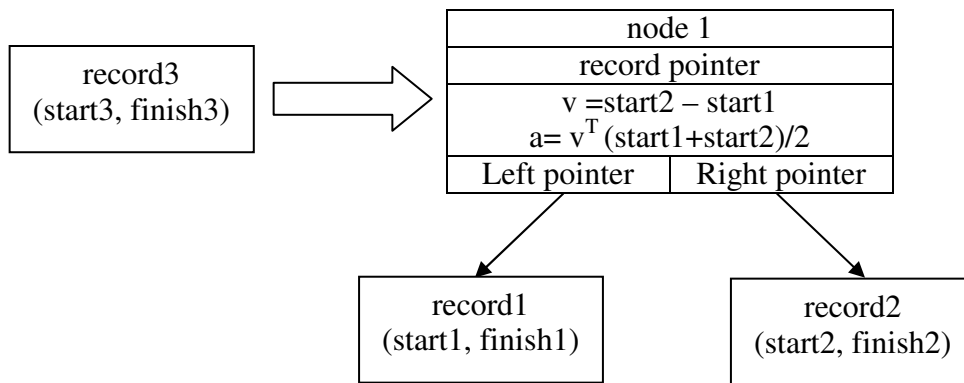 record3
(start3, finish3)
node 1
record pointer
v =start2 – start1
a= v^T (start1+start2)/2
Left pointer
Right pointer
record1
(start1, finish1)
record2
(start2, finish2)